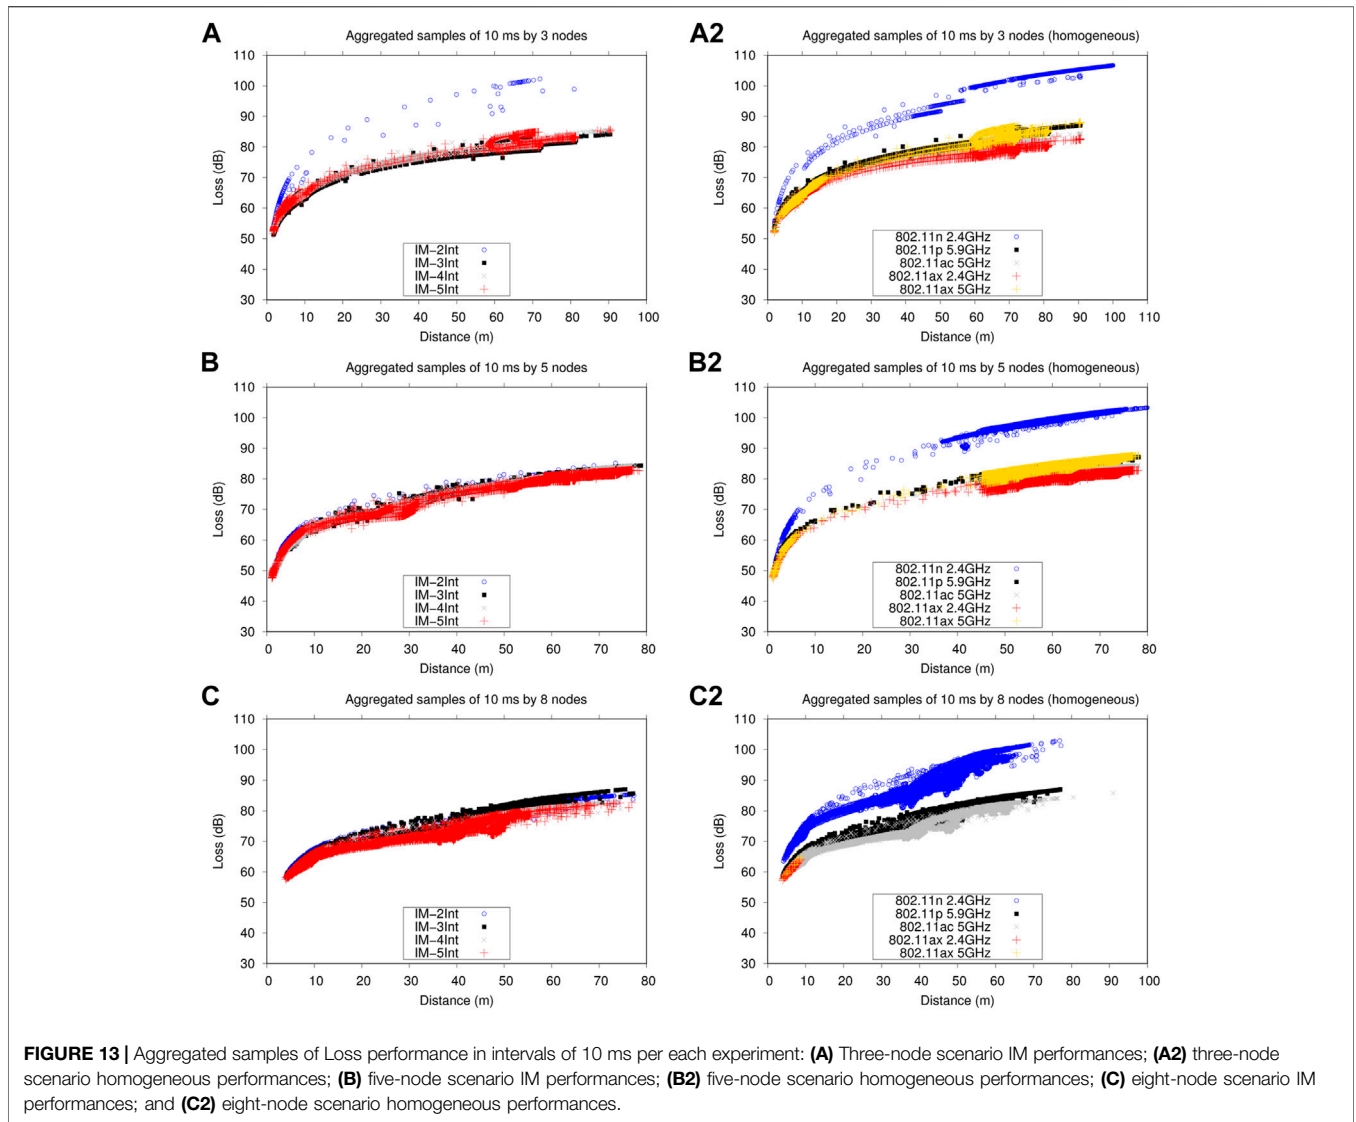 A
Aggregated samples of 10 ms by 3 nodes
110
100
90
80
70
60
50
40
30
Loss (dB)
IM-2Int
IM-3Int
IM-4Int
IM-5Int
0 10 20 30 40 50 60 70 80 90 100
Distance (m)
A2
Aggregated samples of 10 ms by 3 nodes (homogeneous)
110
100
90
80
70
60
50
40
30
Loss (dB)
802.11n 2.4GHz
802.11p 5.9GHz
802.11ac 5GHz
802.11ax 2.4GHz
802.11ax 5GHz
0 10 20 30 40 50 60 70 80 90 100 110
Distance (m)
B
Aggregated samples of 10 ms by 5 nodes
110
100
90
80
70
60
50
40
30
Loss (dB)
IM-2Int
IM-3Int
IM-4Int
IM-5Int
0 10 20 30 40 50 60 70 80
Distance (m)
B2
Aggregated samples of 10 ms by 5 nodes (homogeneous)
110
100
90
80
70
60
50
40
30
Loss (dB)
802.11n 2.4GHz
802.11p 5.9GHz
802.11ac 5GHz
802.11ax 2.4GHz
802.11ax 5GHz
0 10 20 30 40 50 60 70 80
Distance (m)
C
Aggregated samples of 10 ms by 8 nodes
110
100
90
80
70
60
50
40
30
Loss (dB)
IM-2Int
IM-3Int
IM-4Int
IM-5Int
0 10 20 30 40 50 60 70 80
Distance (m)
C2
Aggregated samples of 10 ms by 8 nodes (homogeneous)
110
100
90
80
70
60
50
40
30
Loss (dB)
802.11n 2.4GHz
802.11p 5.9GHz
802.11ac 5GHz
802.11ax 2.4GHz
802.11ax 5GHz
0 10 20 30 40 50 60 70 80 90 100
Distance (m)
FIGURE 13 | Aggregated samples of Loss performance in intervals of 10 ms per each experiment: (A) Three-node scenario IM performances; (A2) three-node
scenario homogeneous performances; (B) five-node scenario IM performances; (B2) five-node scenario homogeneous performances; (C) eight-node scenario IM
performances; and (C2) eight-node scenario homogeneous performances.